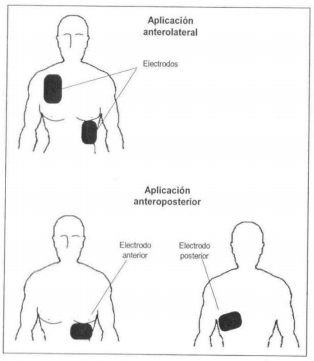 Aplicación
anterolateral
Electrodos
Aplicación
anteroposterior
Electrodo
anterior
Electrodo
posterior